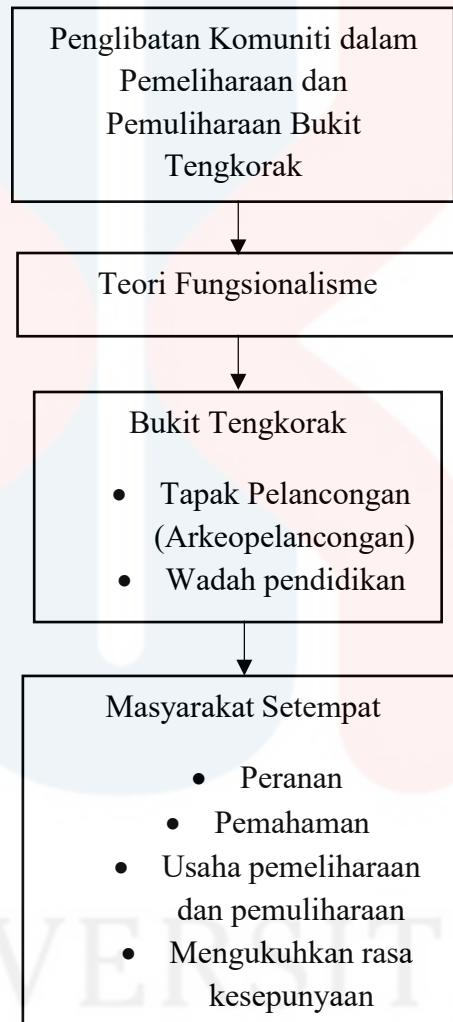 Penglibatan Komuniti dalam
Pemeliharaan dan
Pemuliharaan Bukit
Tengkorak
Teori Fungsionalisme
Bukit Tengkorak
• Tapak Pelancongan
(Arkeopelancongan)
• Wadah pendidikan
Masyarakat Setempat
• Peranan
• Pemahaman
• Usaha pemeliharaan
dan pemuliharaan
• Mengukuhkan rasa
kesepunyaan
VERSIT